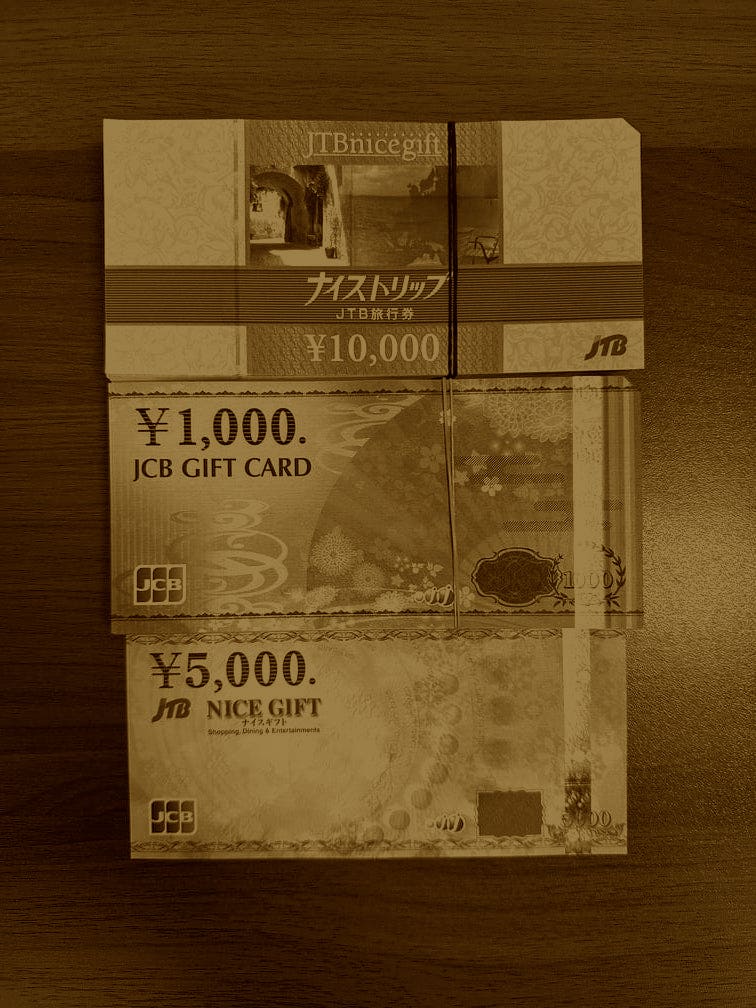 JTBnicegift
ナイストリップ
JTB旅行券
¥10,000
JTB
¥1,000.
JCB GIFT CARD
JCB
1000
¥5,000.
JTB NICE GIFT
ナイスギフト
Shopping, Dining & Entertainments
JCB